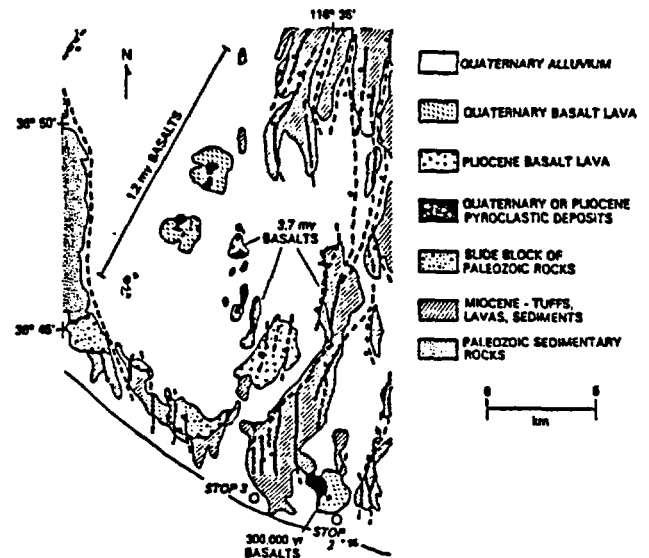 116° 35'
N
36° 50'
1.2 my BASALTS
3.7 my
BASALTS
36° 45'
STOP 3
300,000 yr
BASALTS
STOP
2
QUATERNARY ALLUVIUM
QUATERNARY BASALT LAVA
PLIOCENE BASALT LAVA
QUATERNARY OR PLIOCENE
PYROCLASTIC DEPOSITS
SLIDE BLOCK OF
PALEOZOIC ROCKS
MIOCENE - TUFFS,
LAVAS, SEDIMENTS
PALEOZOIC SEDIMENTARY
ROCKS
0 5
km